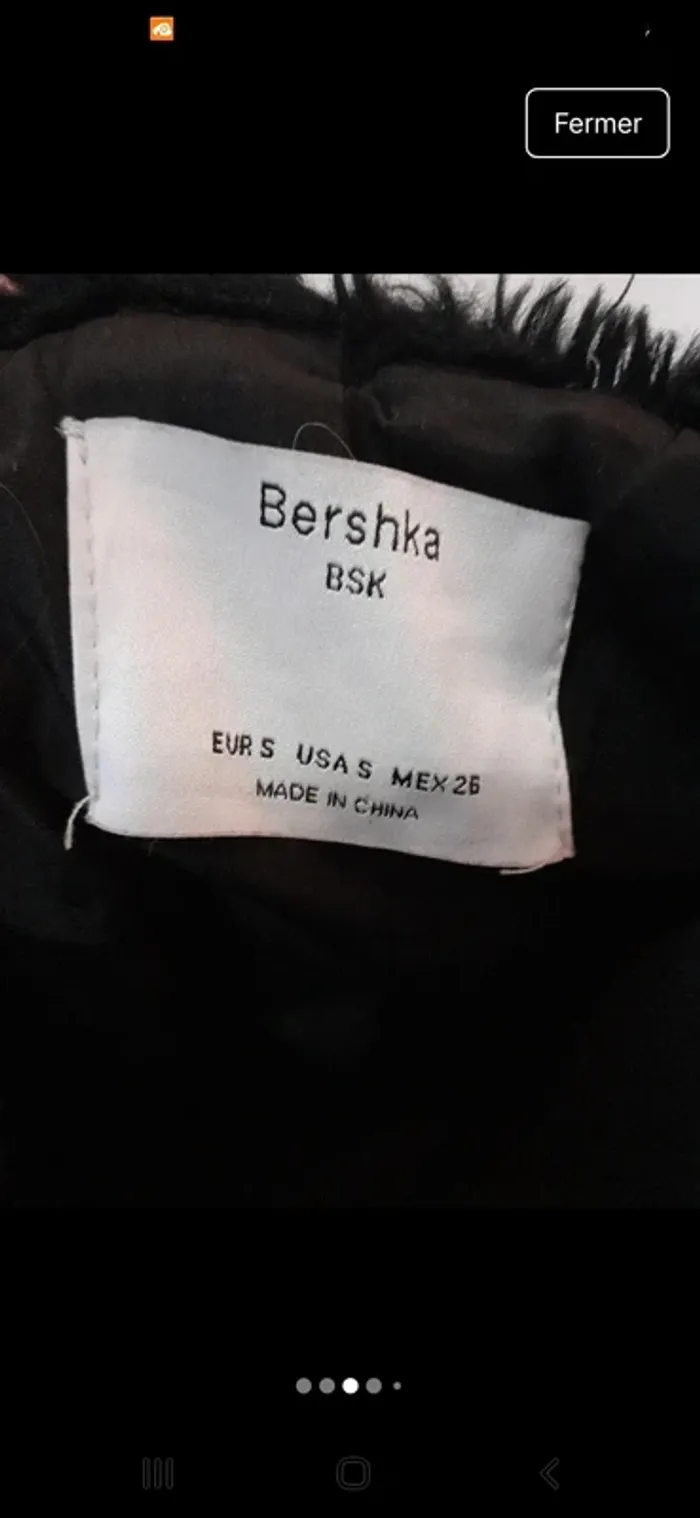 Fermer
Bershka
BSK
EUR S USA S MEX 26
MADE IN CHINA